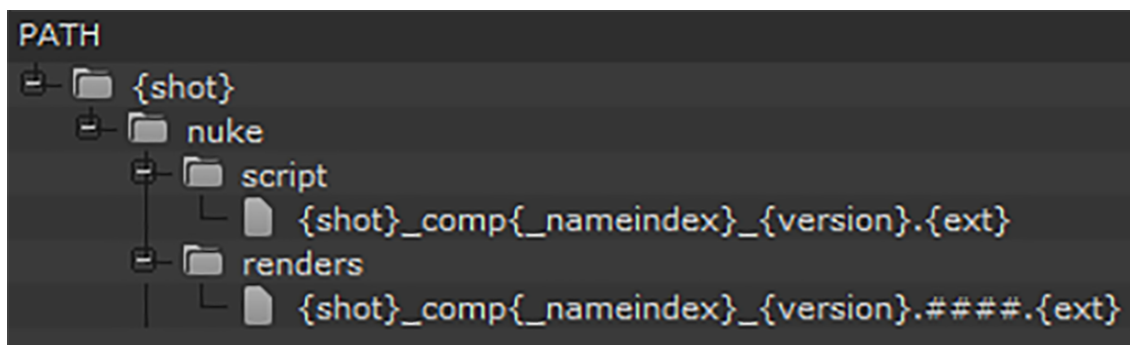 PATH
{shot}
nuke
script
{shot}_comp{_nameindex}_{version}.{ext}
renders
{shot}_comp{_nameindex}_{version}.####.{ext}